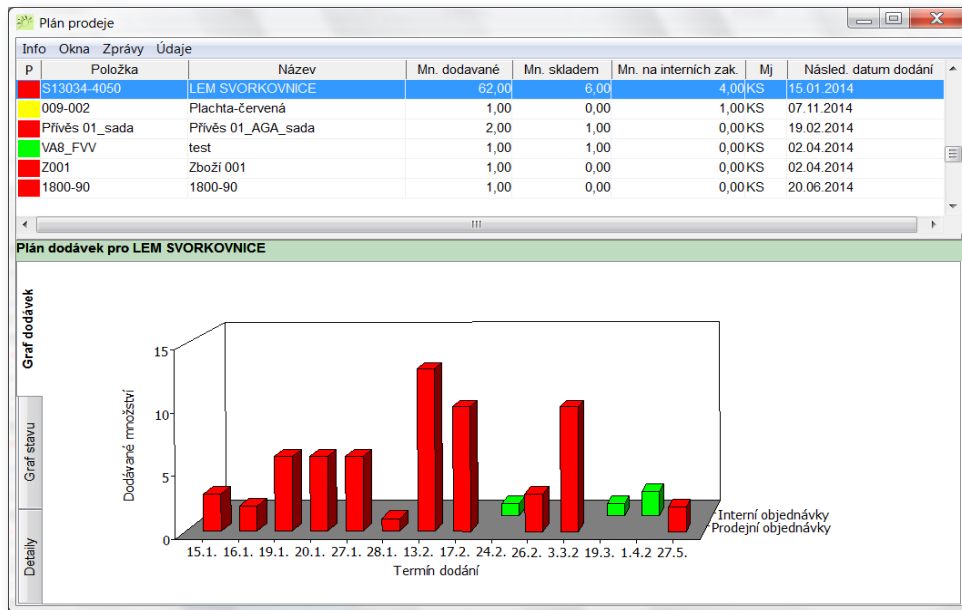 Plán prodeje
Info Okna Zprávy Údaje
P Položka Název Mn. dodavané Mn. skladem Mn. na interních zak. Mj Násled. datum dodání
S13034-4050 LEM SVORKOVNICE 62,00 6,00 4,00 KS 15.01.2014
009-002 Plachta-červená 1,00 0,00 1,00 KS 07.11.2014
Přívěs 01_sada Přívěs 01_AGA_sada 2,00 1,00 0,00 KS 19.02.2014
VA8_FVV test 1,00 1,00 0,00 KS 02.04.2014
Z001 Zboží 001 1,00 0,00 0,00 KS 02.04.2014
1800-90 1800-90 1,00 0,00 0,00 KS 20.06.2014
Plán dodávek pro LEM SVORKOVNICE
Graf dodávek
Graf stavu
Detaily
Dodávané množství
15
10
5
0
Interní objednávky
Prodejní objednávky
15.1. 16.1. 19.1. 20.1. 27.1. 28.1. 13.2. 17.2. 24.2. 26.2. 3.3.2 19.3. 1.4.2 27.5.
Termín dodání